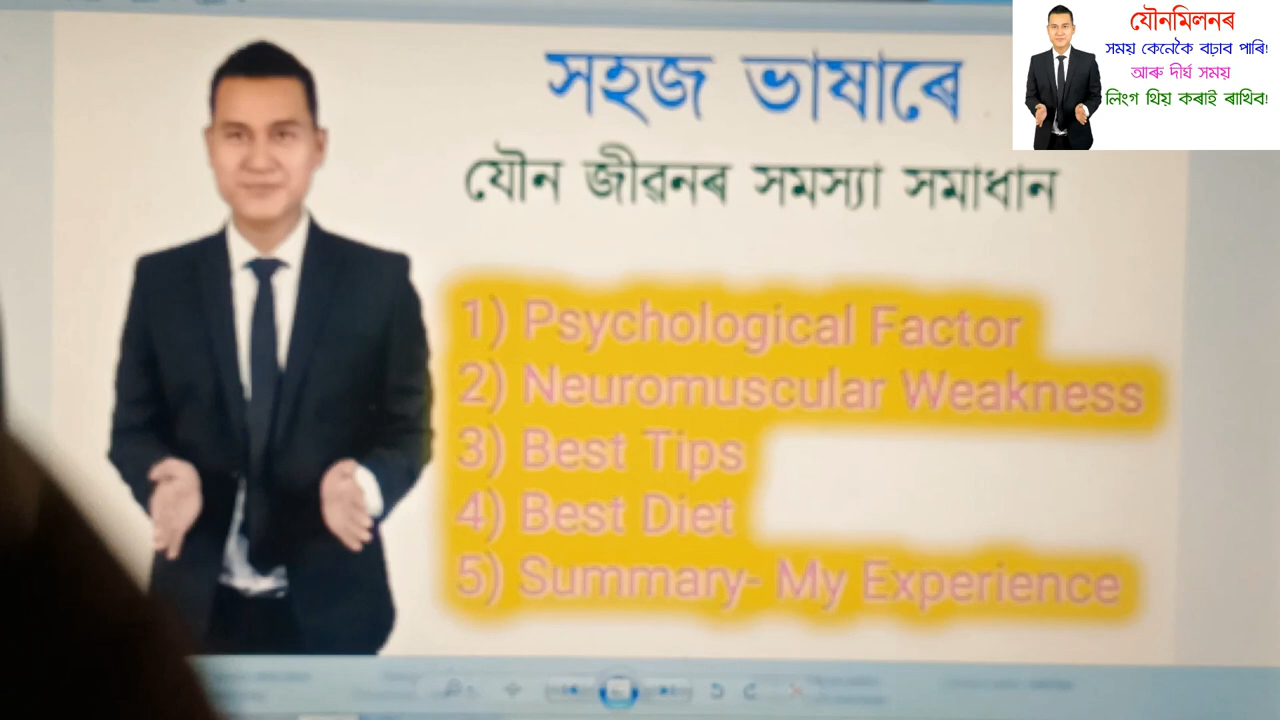 সহজ ভাষাৰে
যৌন জীৱনৰ সমস্যা সমাধান
1) Psychological Factor
2) Neuromuscular Weakness
3) Best Tips
4) Best Diet
5) Summary- My Experience
যৌনমিলনৰ
সময় কেনেকৈ বঢ়াব পাৰি!
আৰু দীৰ্ঘ সময়
লিংগ থিয় কৰাই ৰাখিব!